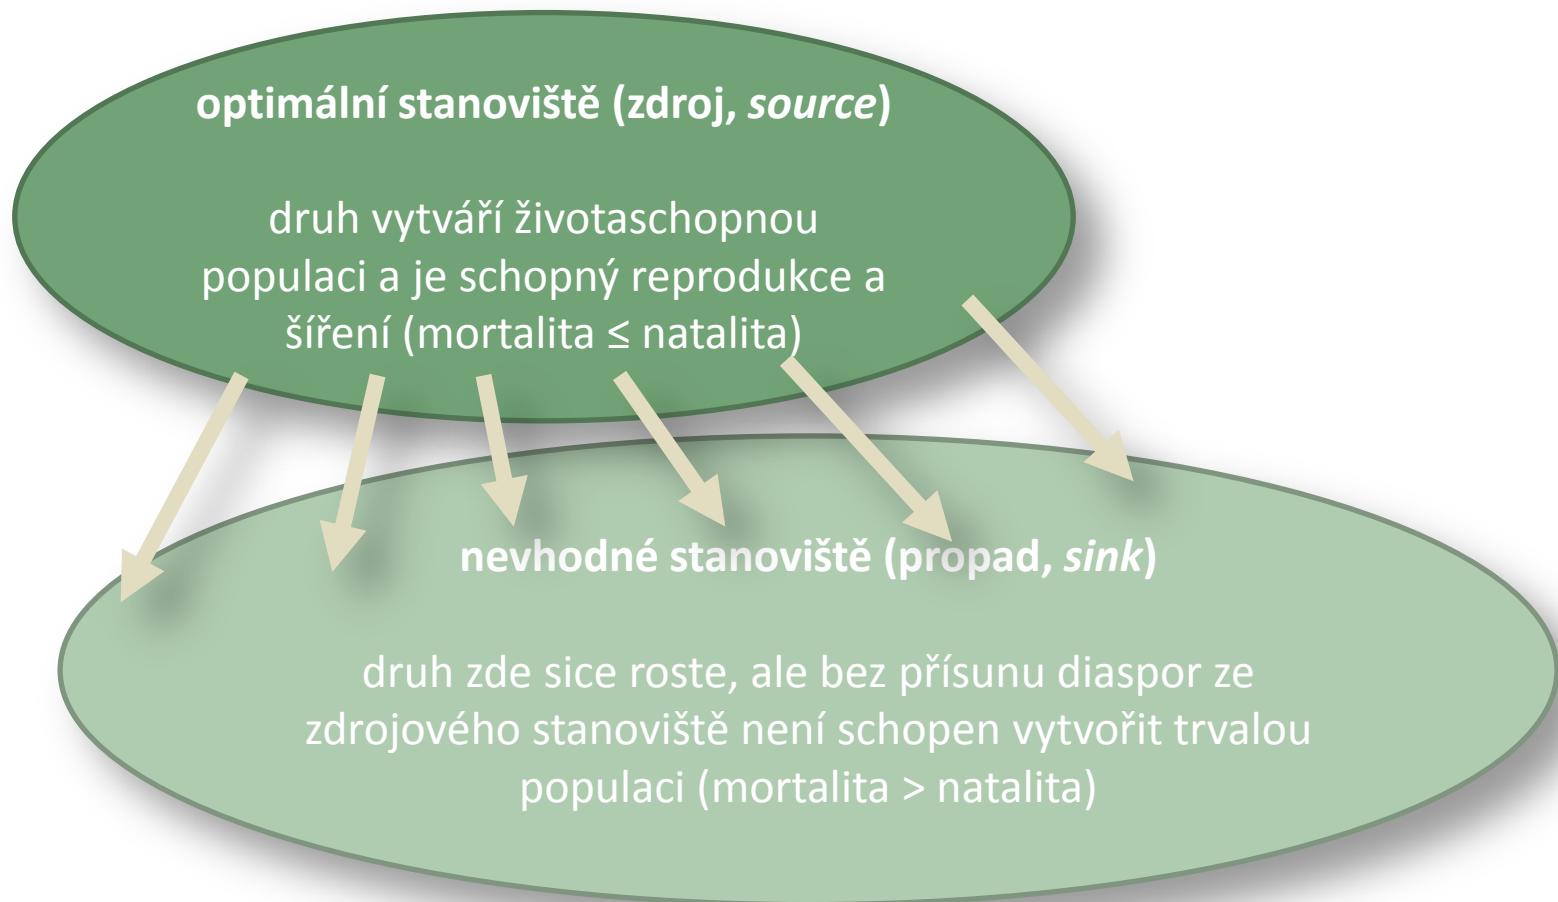 optimální stanoviště (zdroj, source)
druh vytváří životaschopnou
populaci a je schopný reprodukce a
šíření (mortalita ≤ natalita)
nevhodné stanoviště (propad, sink)
druh zde sice roste, ale bez přísunu diaspor ze
zdrojového stanoviště není schopen vytvořit trvalou
populaci (mortalita > natalita)